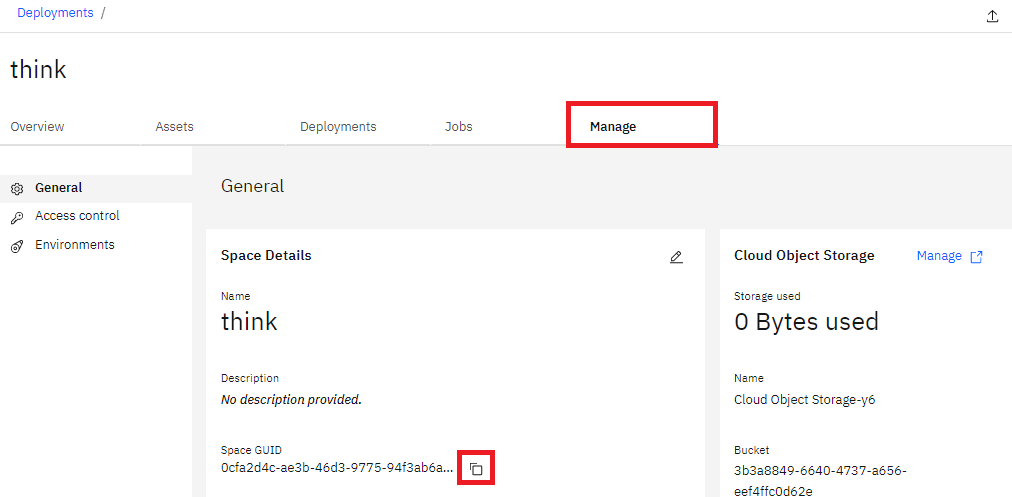 Deployments /
think
Overview
Assets
Deployments
Jobs
Manage
General
Access control
Environments
General
Space Details
Name
think
Description
No description provided.
Space GUID
0cfa2d4c-ae3b-46d3-9775-94f3ab6a...
Cloud Object Storage
Manage
Storage used
0 Bytes used
Name
Cloud Object Storage-y6
Bucket
3b3a8849-6640-4737-a656-
eef4ffc0d62e